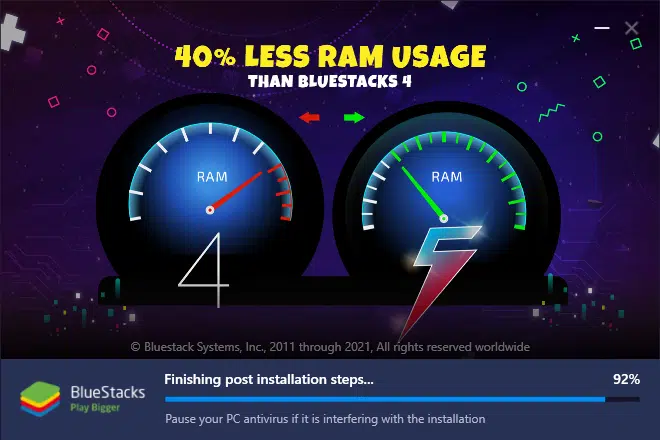 40% LESS RAM USAGE
THAN BLUESTACKS 4
RAM
RAM
4
© Bluestack Systems, Inc., 2011 through 2021, All rights reserved worldwide
BlueStacks
Play Bigger
Finishing post installation steps...
92%
Pause your PC antivirus if it is interfering with the installation